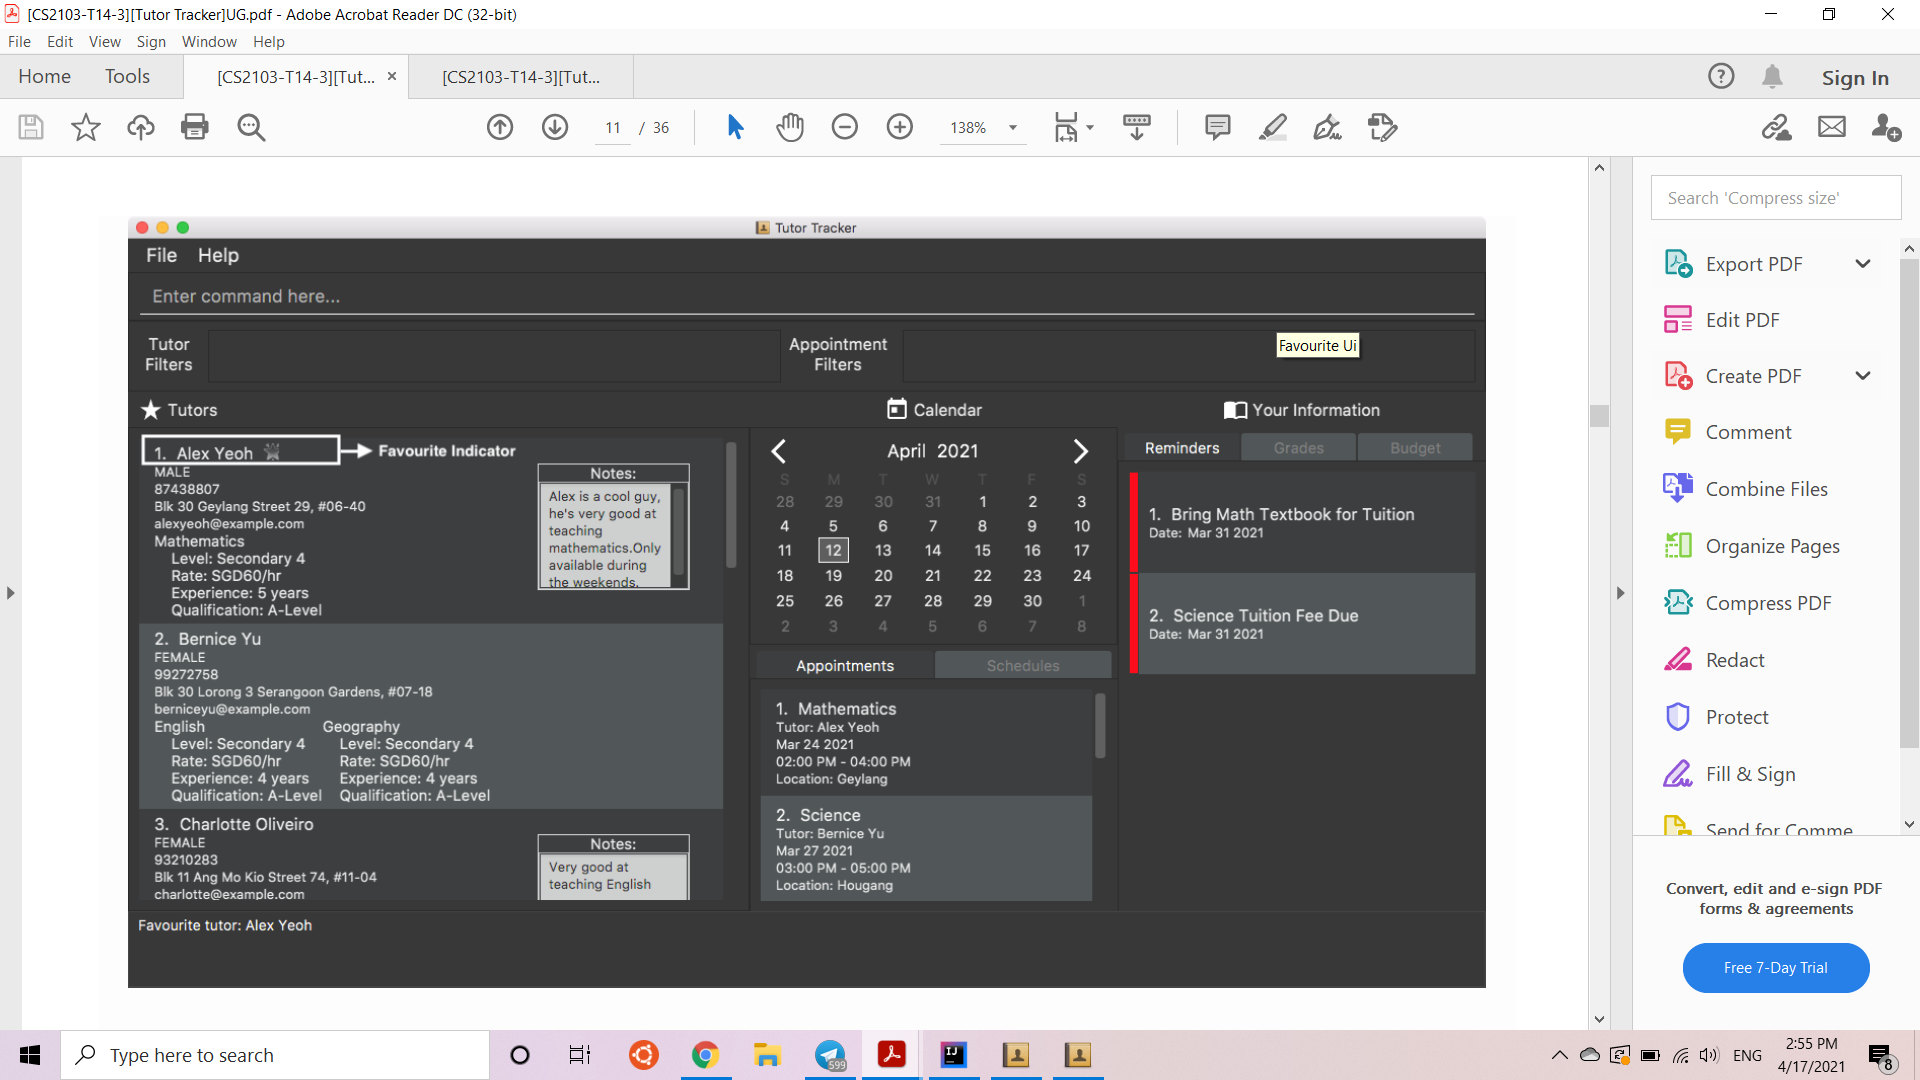 [CS2103-T14-3][Tutor Tracker]UG.pdf - Adobe Acrobat Reader DC (32-bit)
File Edit View Sign Window Help
Home Tools [CS2103-T14-3][Tut... × [CS2103-T14-3][Tut... Sign In
11 / 36 138%
Search 'Compress size'
Export PDF
Edit PDF
Create PDF
Comment
Combine Files
Organize Pages
Compress PDF
Redact
Protect
Fill & Sign
Send for Comme
Convert, edit and e-sign PDF
forms & agreements
Free 7-Day Trial
Tutor Tracker
File Help
Enter command here...
Tutor
Filters
Appointment
Filters
Favourite Ui
Tutors
1. Alex Yeoh
Favourite Indicator
MALE
87438807
Blk 30 Geylang Street 29, #06-40
alexyeoh@example.com
Mathematics
Level: Secondary 4
Rate: SGD60/hr
Experience: 5 years
Qualification: A-Level
Notes:
Alex is a cool guy,
he's very good at
teaching
mathematics.Only
available during
the weekends.
2. Bernice Yu
FEMALE
99272758
Blk 30 Lorong 3 Serangoon Gardens, #07-18
berniceyu@example.com
English Geography
Level: Secondary 4 Level: Secondary 4
Rate: SGD60/hr Rate: SGD60/hr
Experience: 4 years Experience: 4 years
Qualification: A-Level Qualification: A-Level
3. Charlotte Oliveiro
FEMALE
93210283
Blk 11 Ang Mo Kio Street 74, #11-04
charlotte@example.com
Notes:
Very good at
teaching English
Calendar
April 2021
S M T W T F S
28 29 30 31 1 2 3
4 5 6 7 8 9 10
11 12 13 14 15 16 17
18 19 20 21 22 23 24
25 26 27 28 29 30 1
2 3 4 5 6 7 8
Appointments Schedules
1. Mathematics
Tutor: Alex Yeoh
Mar 24 2021
02:00 PM - 04:00 PM
Location: Geylang
2. Science
Tutor: Bernice Yu
Mar 27 2021
03:00 PM - 05:00 PM
Location: Hougang
Your Information
Reminders Grades Budget
1. Bring Math Textbook for Tuition
Date: Mar 31 2021
2. Science Tuition Fee Due
Date: Mar 31 2021
Favourite tutor: Alex Yeoh
Type here to search
599
IJ
ENG
2:55 PM
4/17/2021
8